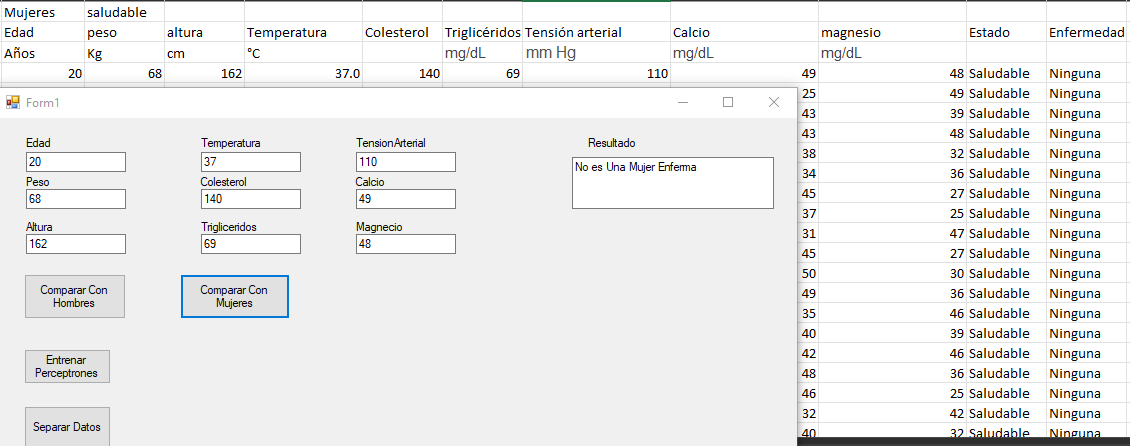 Mujeres saludable
Edad peso altura Temperatura Colesterol Triglicéridos Tensión arterial Calcio magnesio Estado Enfermedad
Años Kg cm °C mg/dL mm Hg mg/dL mg/dL
20 68 162 37.0 140 69 110 49 48 Saludable Ninguna
25 49 Saludable Ninguna
43 39 Saludable Ninguna
43 48 Saludable Ninguna
38 32 Saludable Ninguna
34 36 Saludable Ninguna
45 27 Saludable Ninguna
37 25 Saludable Ninguna
31 47 Saludable Ninguna
45 27 Saludable Ninguna
50 30 Saludable Ninguna
49 36 Saludable Ninguna
35 46 Saludable Ninguna
40 39 Saludable Ninguna
42 46 Saludable Ninguna
48 36 Saludable Ninguna
46 25 Saludable Ninguna
32 42 Saludable Ninguna
40 32 Saludable Ninguna
Form1
Edad Temperatura TensionArterial Resultado
20 37 110 No es Una Mujer Enferma
Peso Colesterol Calcio
68 140 49
Altura Trigliceridos Magnecio
162 69 48
Comparar Con
Hombres
Comparar Con
Mujeres
Entrenar
Perceptrones
Separar Datos